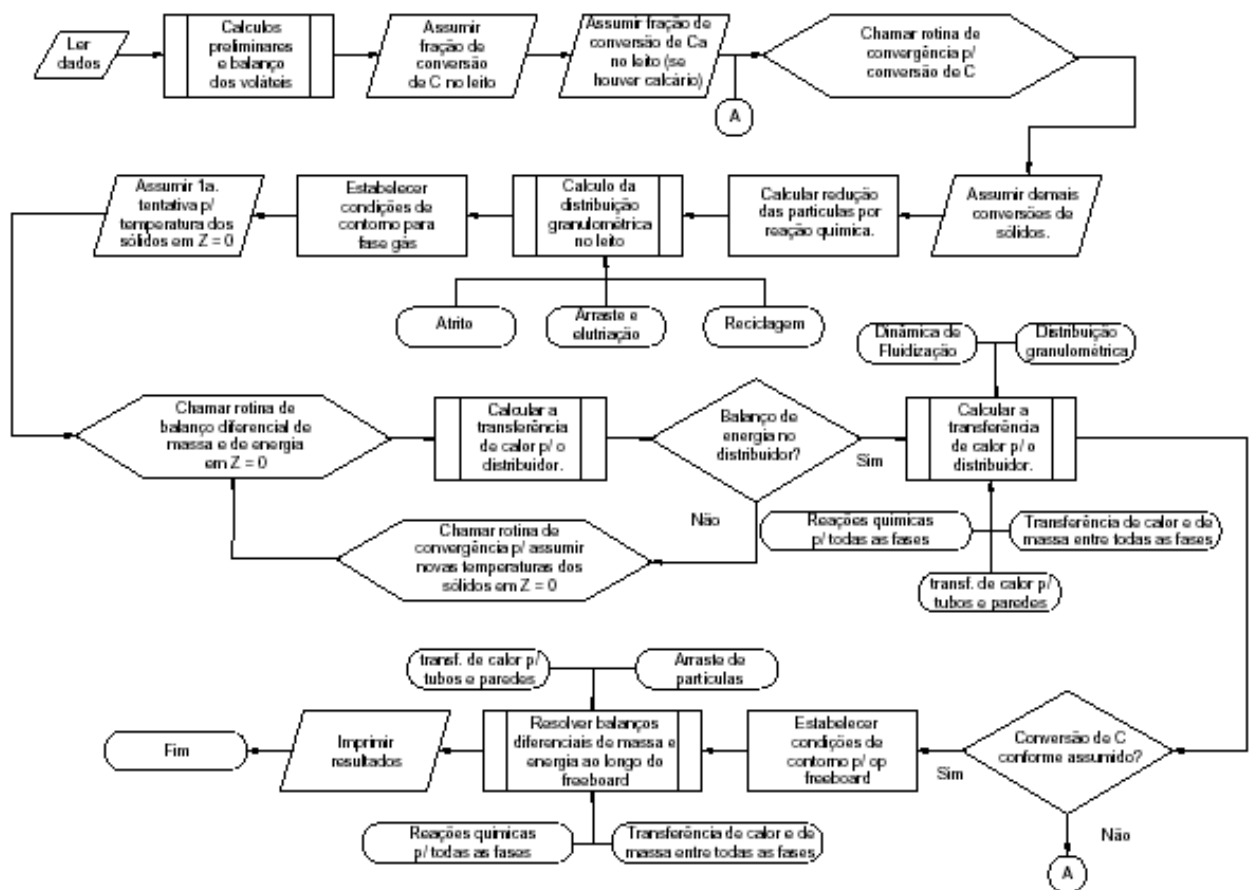 Ler
dados
Calculos
preliminares
e balanço
dos voláteis
Assumir
fração de
conversão
de C no leito
Assumir fração de
conversão de Ca
no leito (se
houver calcário)
A
Chamar rotina de
convergência p/
conversão de C
Assumir 1a.
tentativa p/
temperatura dos
sólidos em Z = 0
Estabelecer
condições de
contorno para
fase gás
Calculo da
distribuição
granulométrica
no leito
Calcular redução
das partículas por
reação química.
Assumir demais
conversões de
sólidos.
Atrito
Arraste e
elutriação
Reciclagem
Dinâmica de
Fluidização
Distribuição
granulométrica
Chamar rotina de
balanço diferencial de
massa e de energia
em Z = 0
Calcular a
transferência
de calor p/ o
distribuidor.
Balanço de
energia no
distribuidor?
Sim
Calcular a
transferência
de calor p/ o
distribuidor.
Não
Chamar rotina de
convergência p/ assumir
novas temperaturas dos
sólidos em Z = 0
Reações químicas
p/ todas as fases
Transferência de calor e de
massa entre todas as fases
transf. de calor p/
tubos e paredes
transf. de calor p/
tubos e paredes
Arraste de
partículas
Fim
Imprimir
resultados
Resolver balanços
diferenciais de massa e
energia ao longo do
freeboard
Estabelecer
condições de
contorno p/ op
freeboard
Sim
Conversão de C
conforme assumido?
Não
Reações químicas
p/ todas as fases
Transferência de calor e de
massa entre todas as fases
A